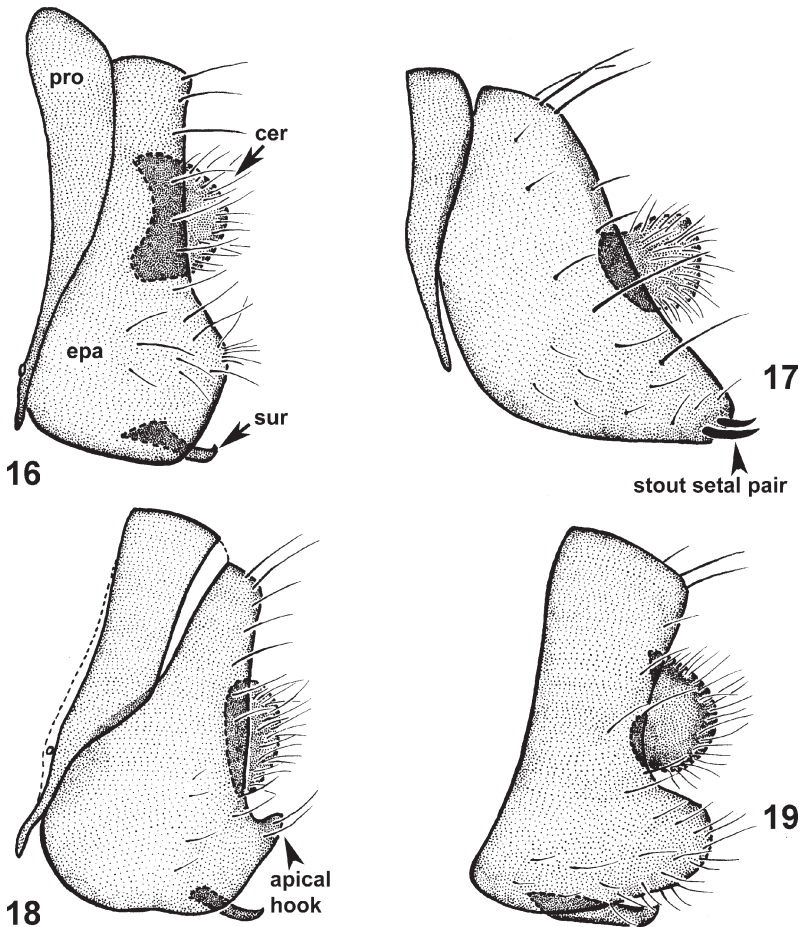 pro
cer
epa
sur
16
17
stout setal pair
18
apical
hook
19